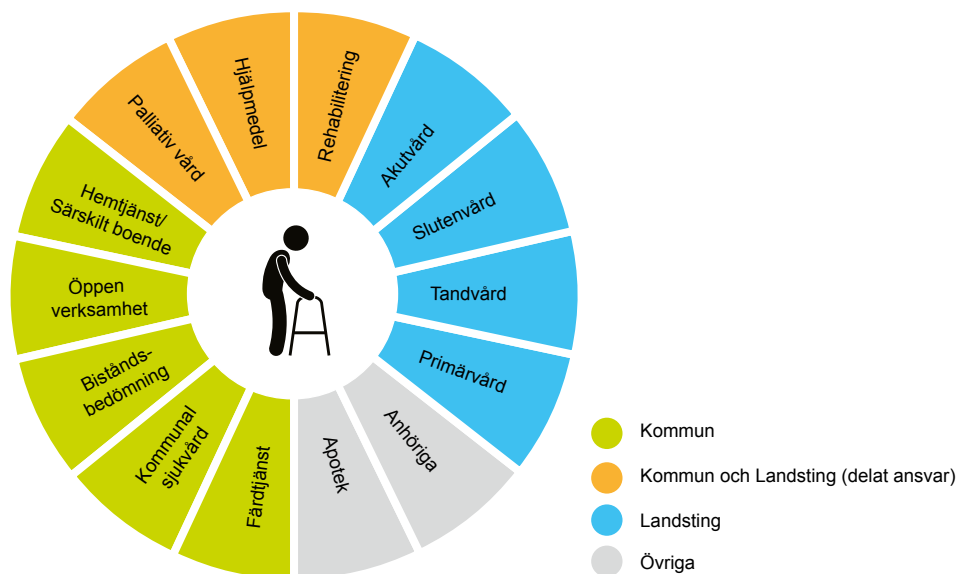 Rehabilitering
Akutvård
Slutenvård
Tandvård
Primärvård
Anhöriga
Apotek
Färdtjänst
Kommunal
sjukvård
Bistånds-
bedömning
Öppen
verksamhet
Hemtjänst/
Särskilt boende
Palliativ vård
Hjälpmedel
Kommun
Kommun och Landsting (delat ansvar)
Landsting
Övriga